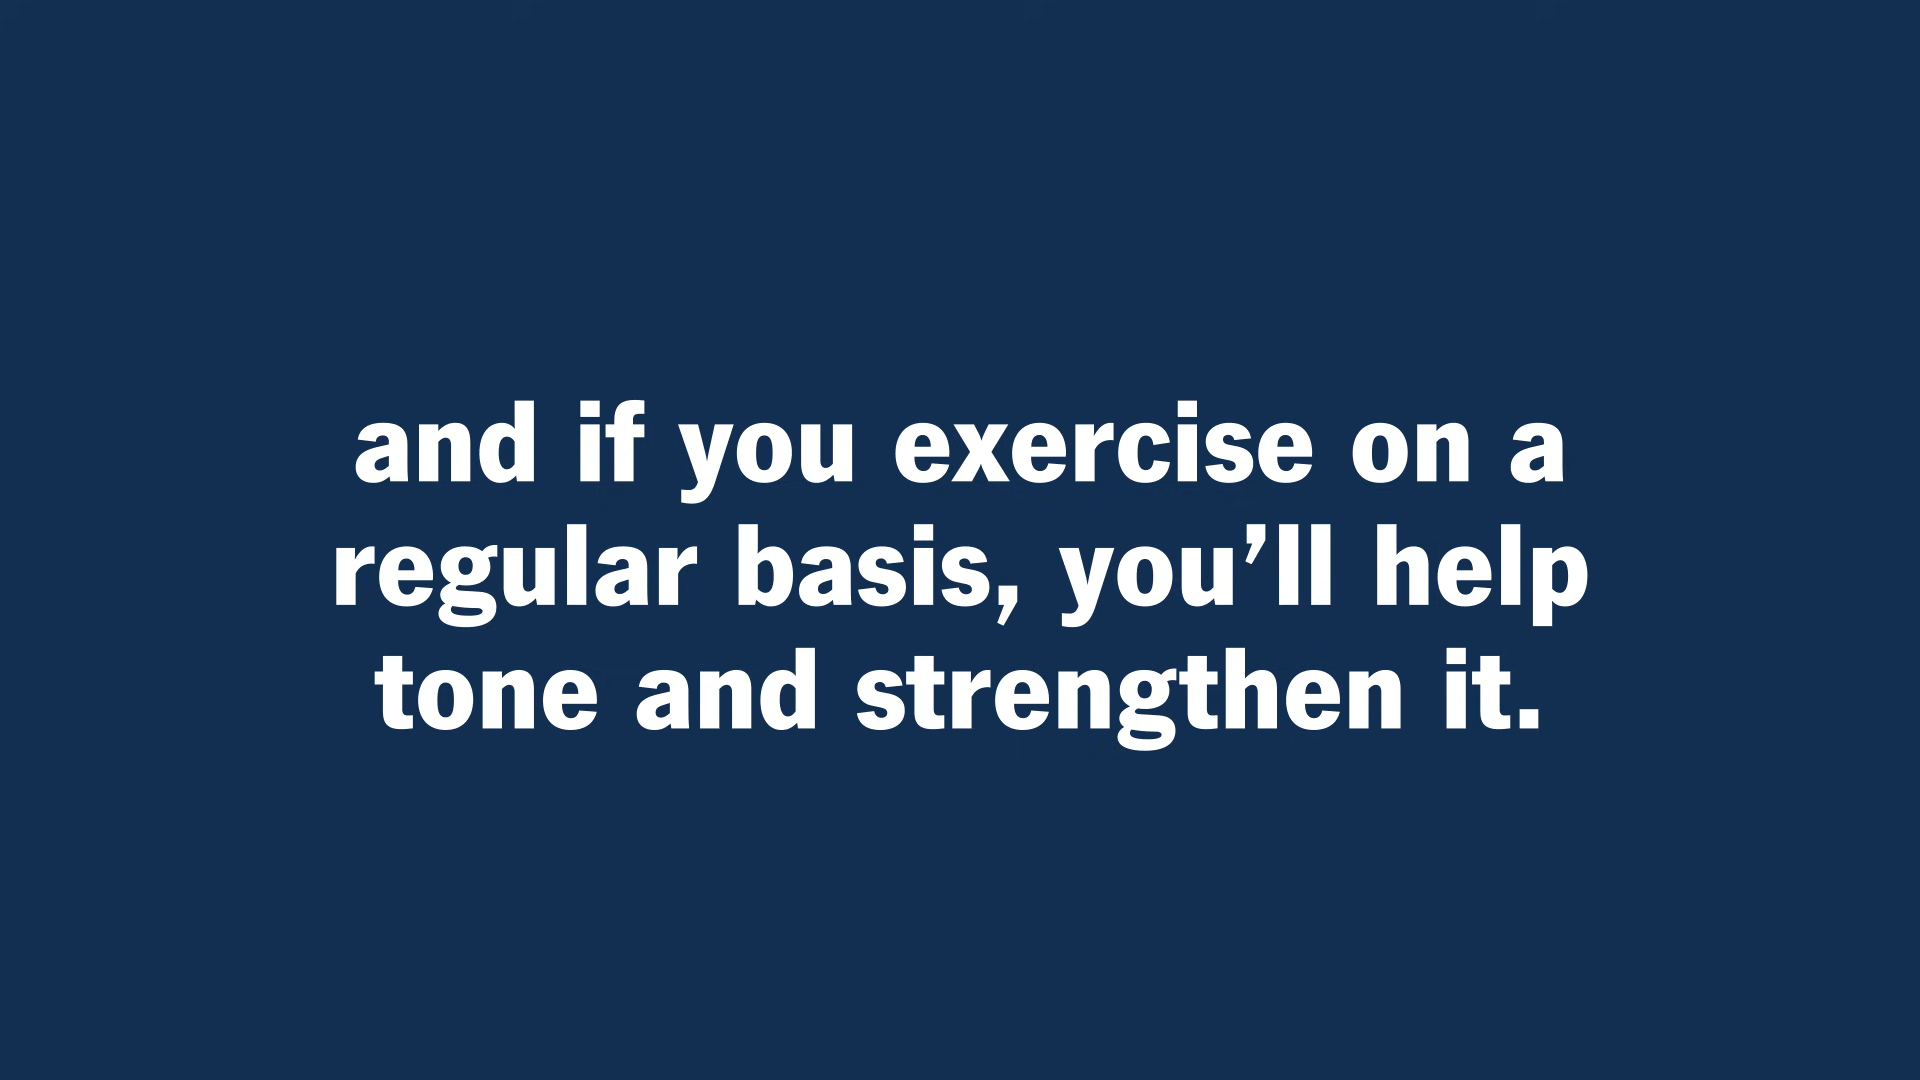 and if you exercise on a
regular basis, you’ll help
tone and strengthen it.